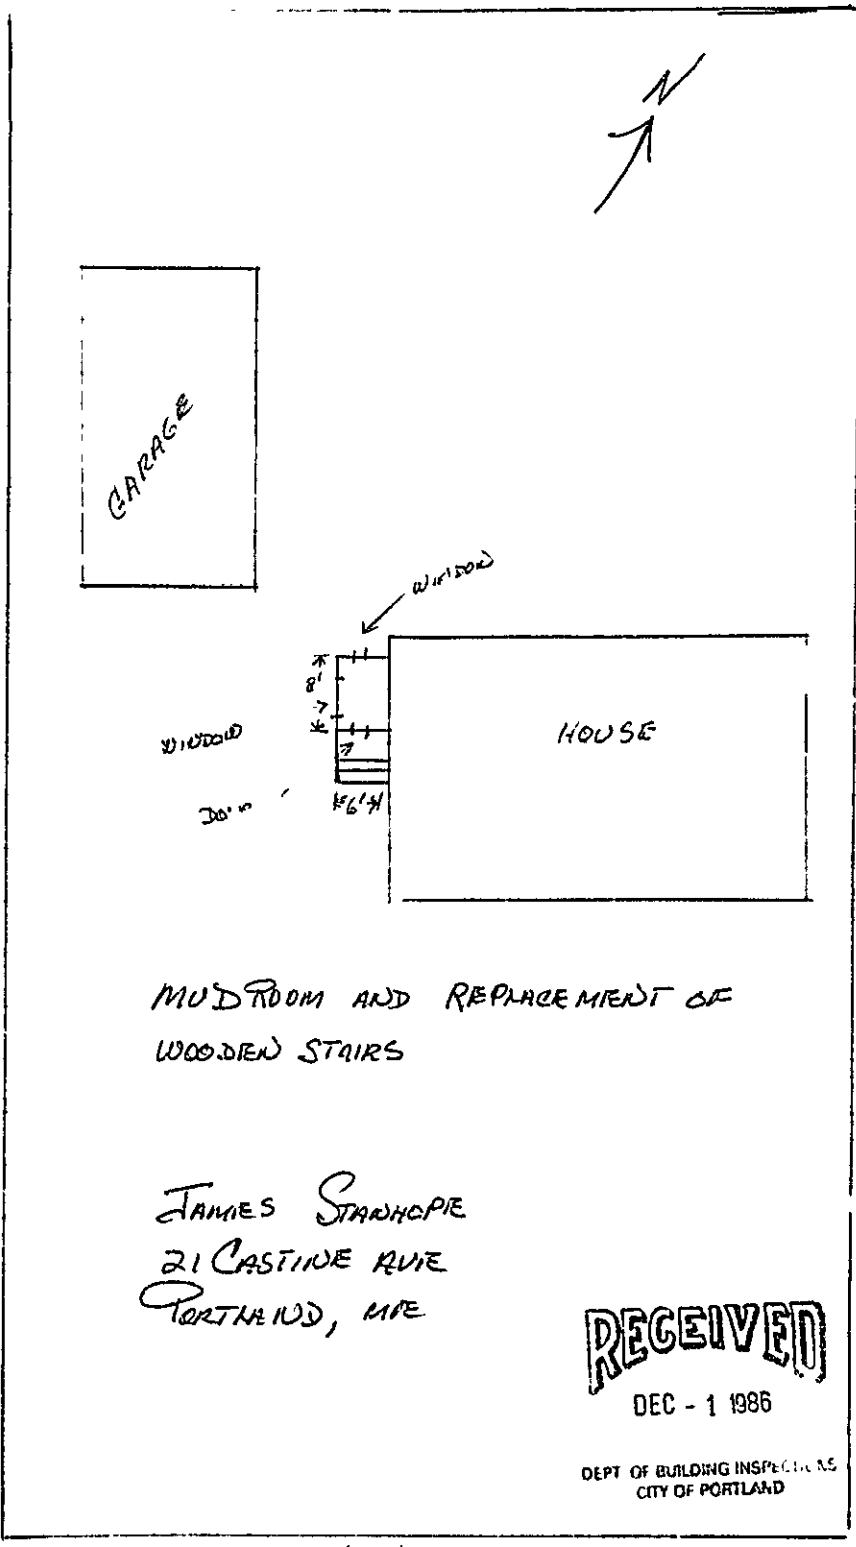 N
GARAGE
WINDOW
8'
WINDOW
HOUSE
6'
MUDROOM AND REPLACEMENT OF
WOODEN STAIRS
JAMES STANHOPE
21 CASTINE AVE
PORTLAND, ME
RECEIVED
DEC - 1 1986
DEPT OF BUILDING INSPECTIONS
CITY OF PORTLAND